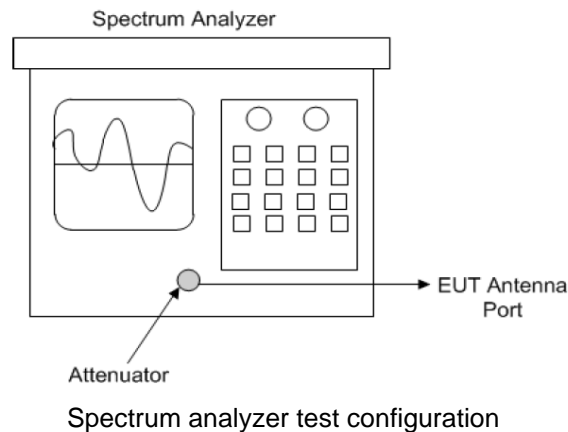 Spectrum Analyzer
EUT Antenna
Port
Attenuator
Spectrum analyzer test configuration